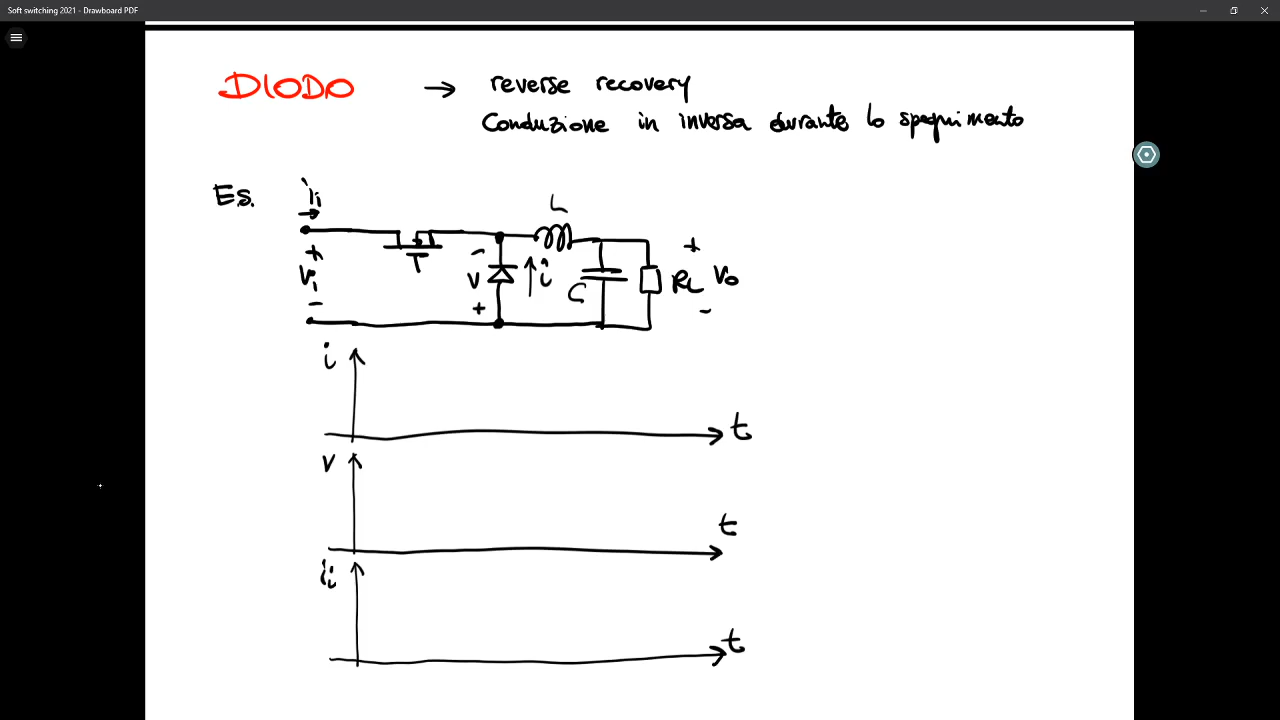 Soft switching 2021 - Drawboard PDF
DIODO → reverse recovery
Conduzione in inversa durante lo spegnimento
Es. ii
L
+ Vi -
T
- V +
i
C
RL
+ Vo -
i
t
v
t
ii
t